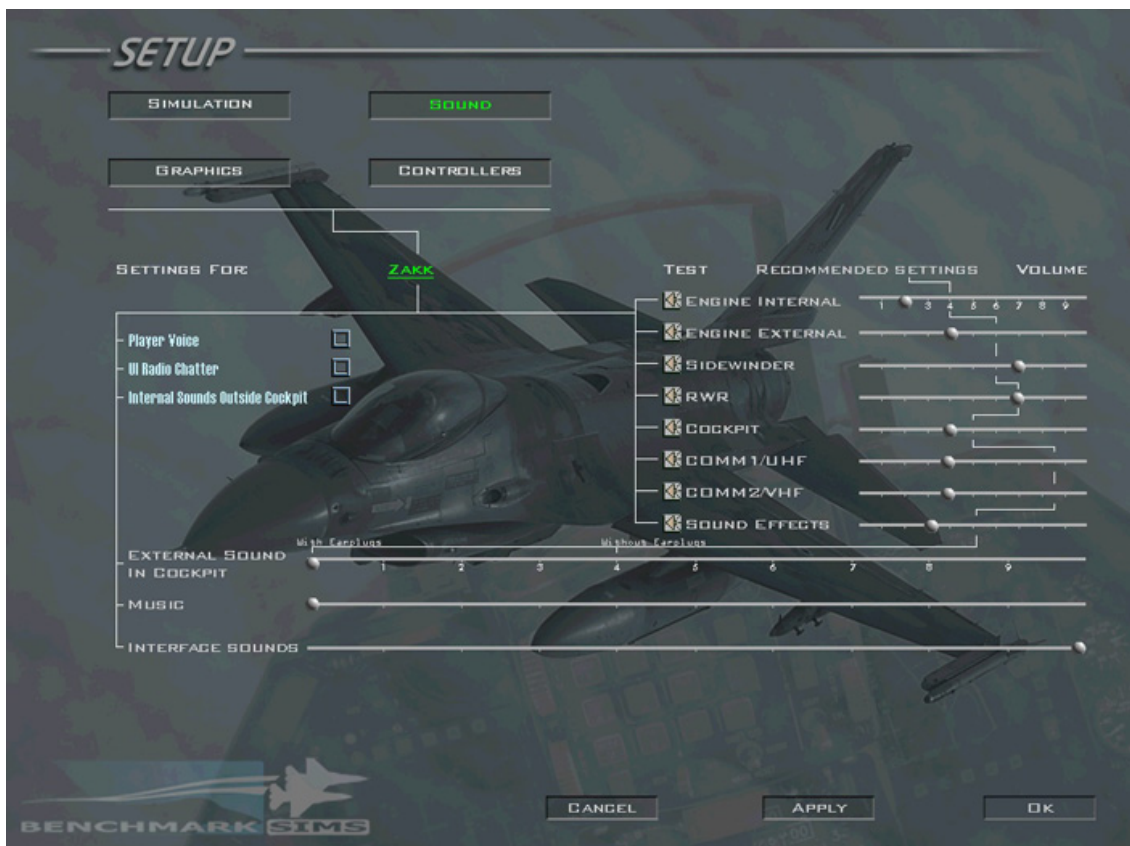 SETUP
SIMULATION
SOUND
GRAPHICS
CONTROLLERS
SETTINGS FOR:
ZAKK
TEST
RECOMMENDED SETTINGS
VOLUME
ENGINE INTERNAL
1 3 4 5 6 7 8 9
ENGINE EXTERNAL
Player Voice
SIDEWINDER
UI Radio Chatter
RWR
Internal Sounds Outside Cockpit
COCKPIT
COMM1/UHF
COMM2/VHF
SOUND EFFECTS
With Earplugs
Without Earplugs
EXTERNAL SOUND
IN COCKPIT
1 2 3 4 5 6 7 8 9
MUSIC
INTERFACE SOUNDS
BENCHMARK SIMS
CANCEL
APPLY
OK